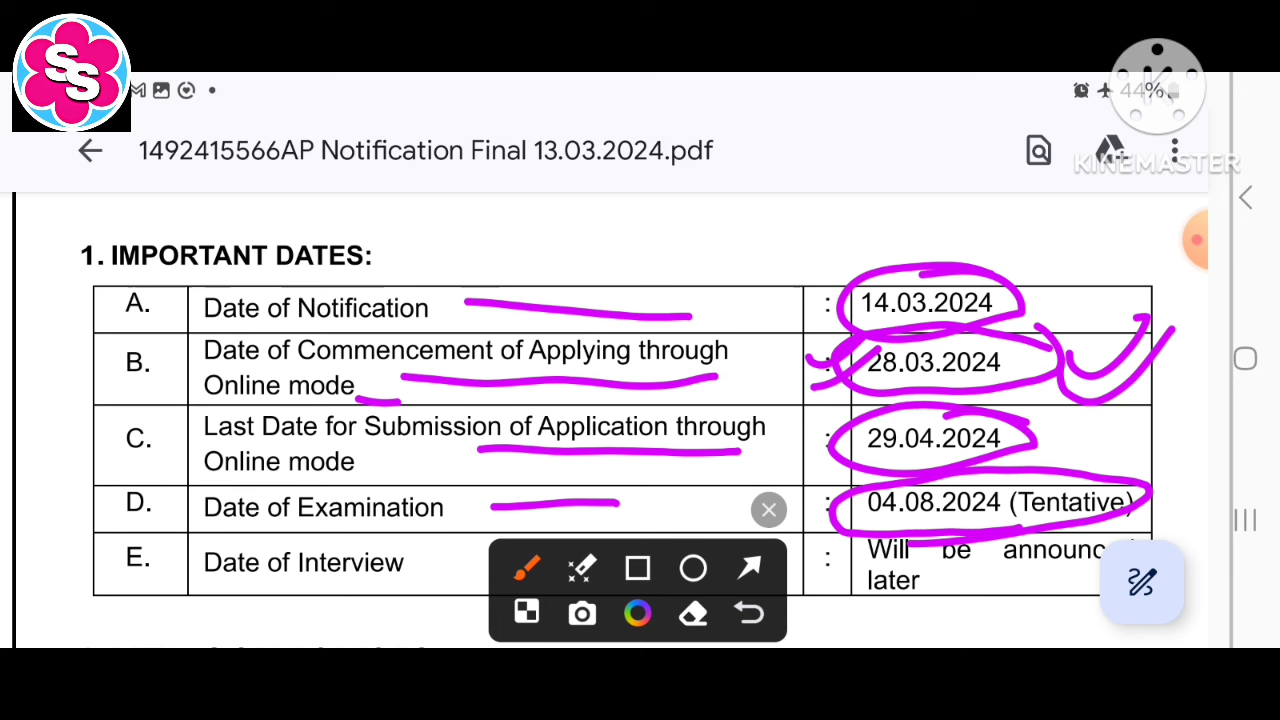 SS
44%
1492415566AP Notification Final 13.03.2024.pdf
KINEMASTER
1. IMPORTANT DATES:
A. Date of Notification : 14.03.2024
B. Date of Commencement of Applying through
Online mode : 28.03.2024
C. Last Date for Submission of Application through
Online mode : 29.04.2024
D. Date of Examination : 04.08.2024 (Tentative)
E. Date of Interview : Will be
later